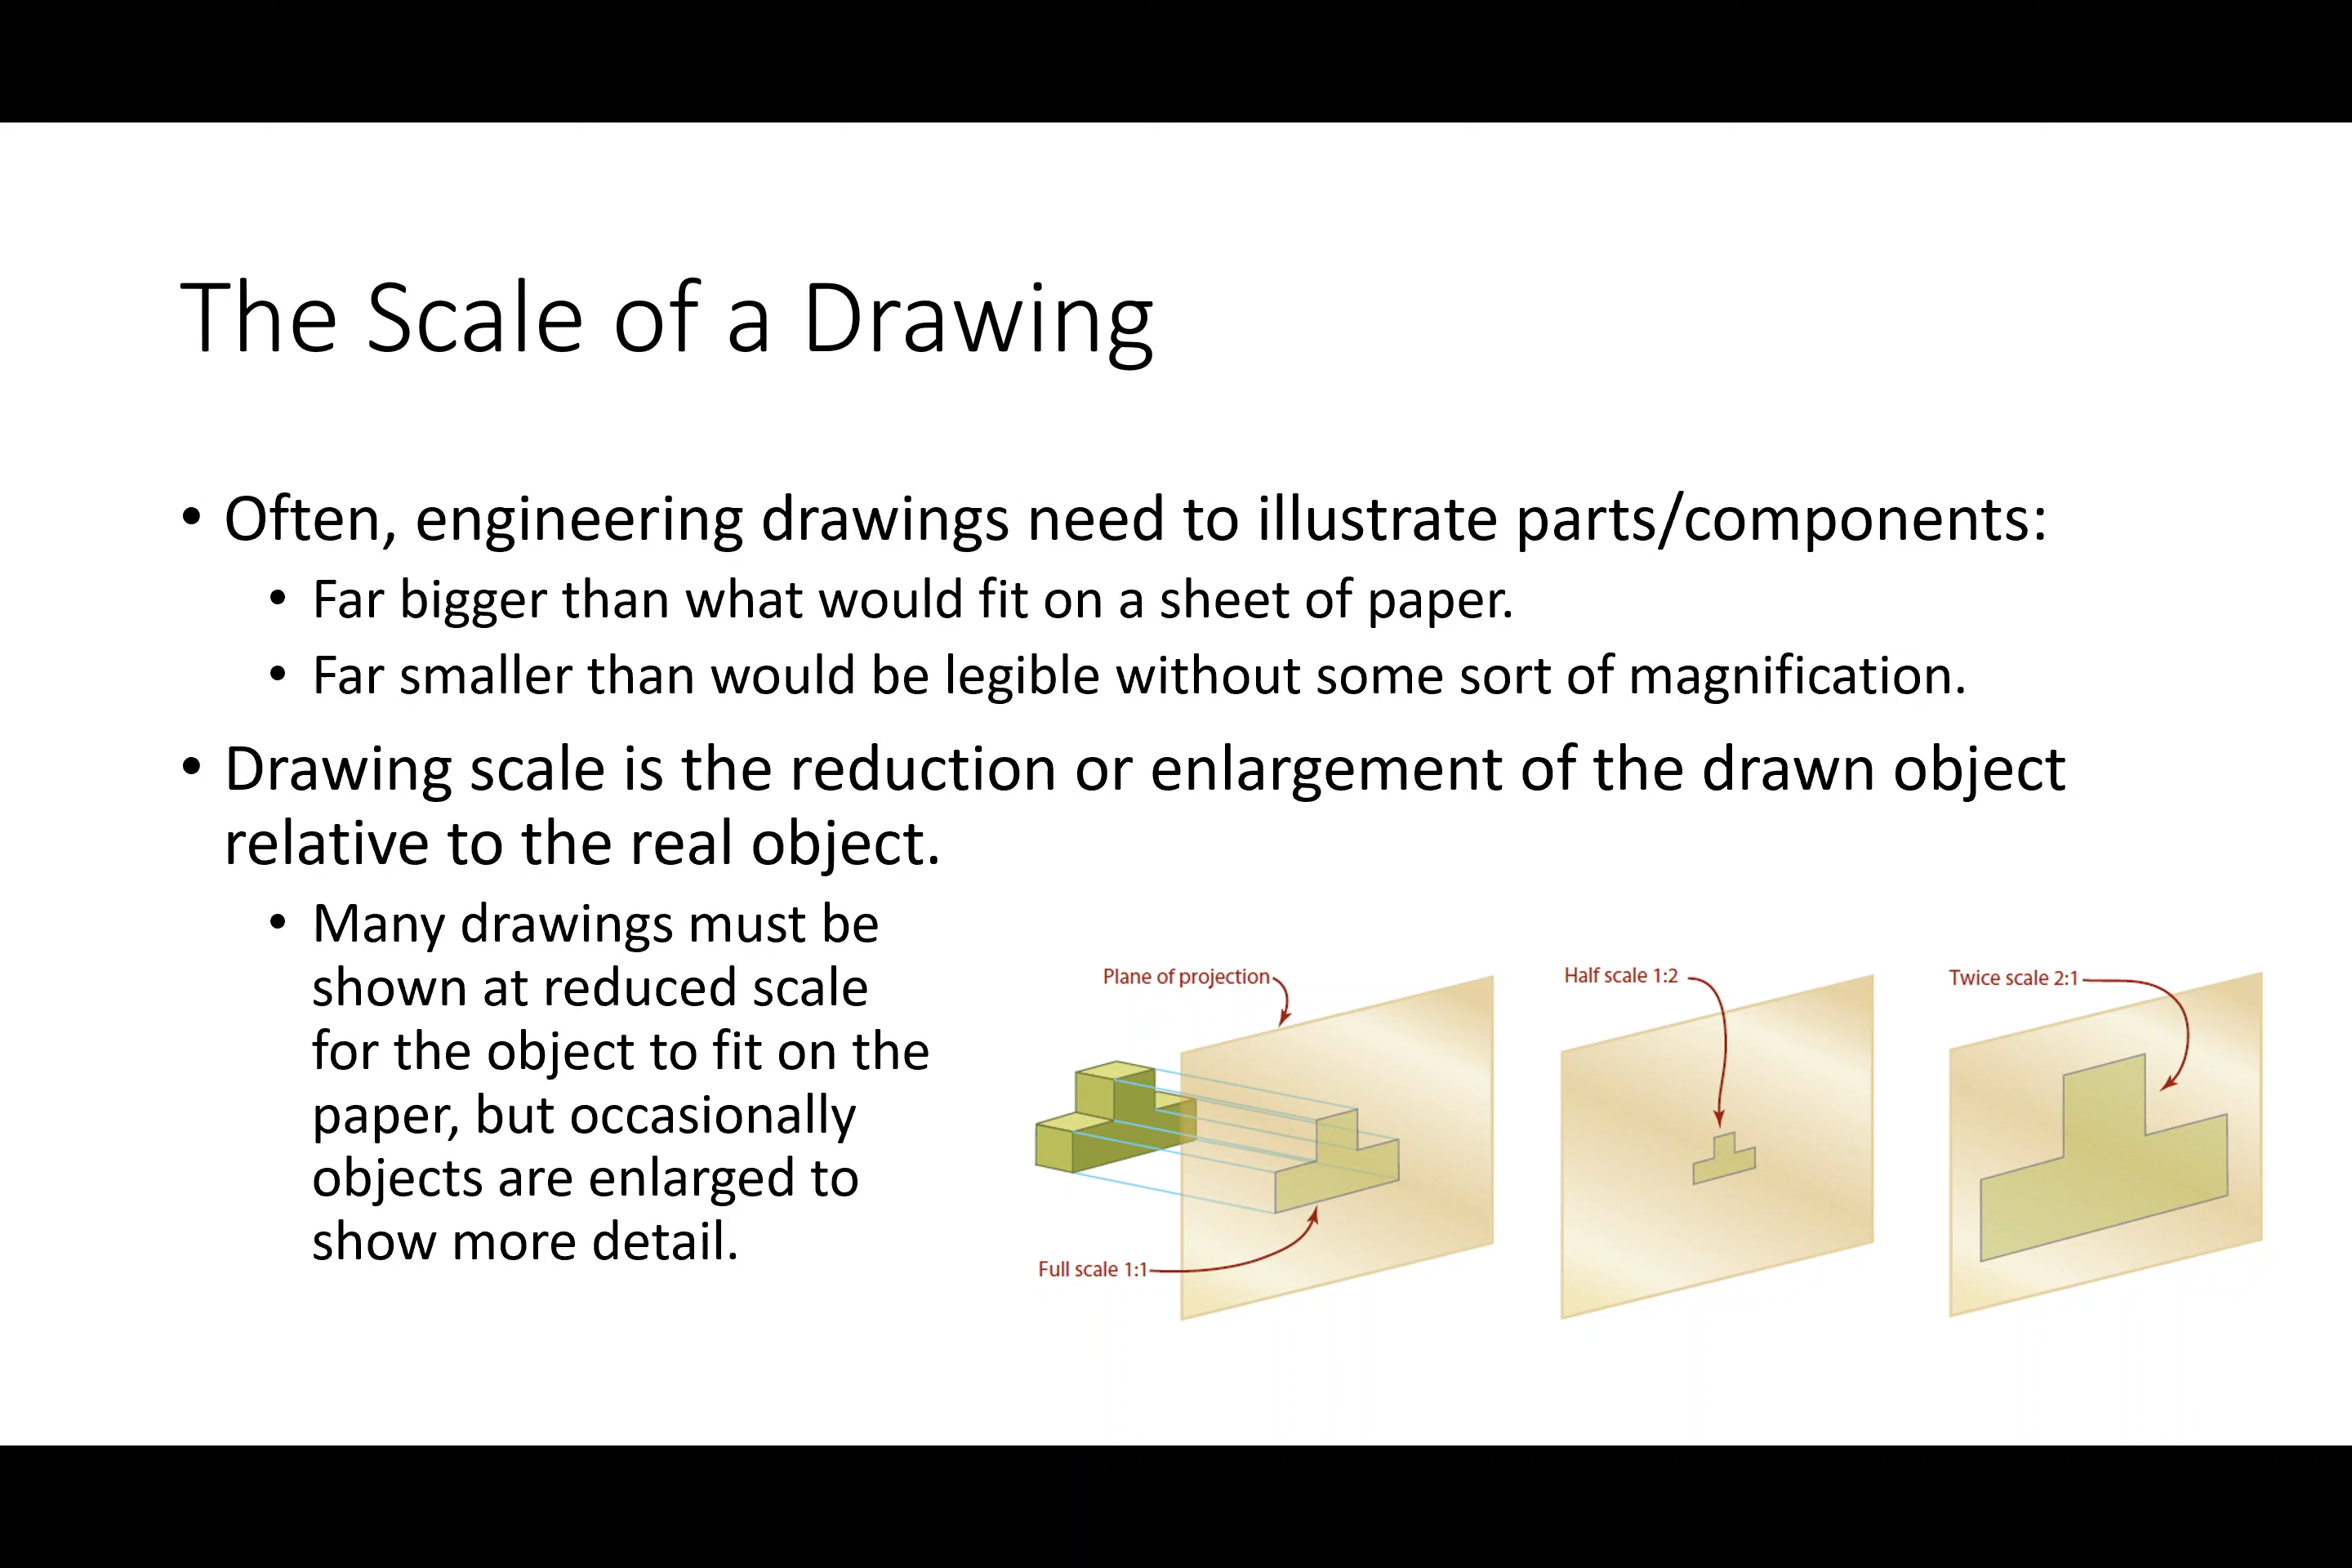 The Scale of a Drawing
• Often, engineering drawings need to illustrate parts/components:
• Far bigger than what would fit on a sheet of paper.
• Far smaller than would be legible without some sort of magnification.
• Drawing scale is the reduction or enlargement of the drawn object
relative to the real object.
• Many drawings must be
shown at reduced scale
for the object to fit on the
paper, but occasionally
objects are enlarged to
show more detail.
Plane of projection
Full scale 1:1
Half scale 1:2
Twice scale 2:1